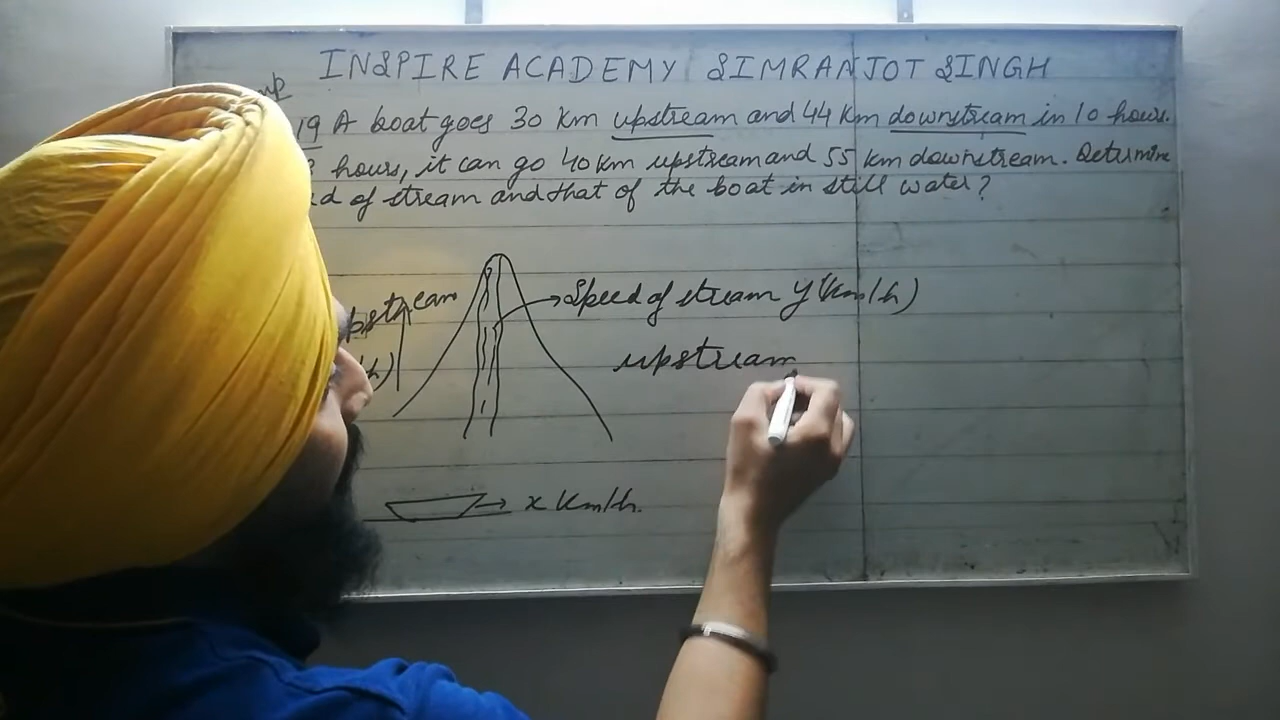 INSPIRE ACADEMY SIMRANJOT SINGH
Imp
19 A boat goes 30 km upstream and 44 km downstream in 10 hours.
hours, it can go 40 km upstream and 55 km downstream. Determine
of stream and that of the boat in still water?
Speed of stream y (km/h)
upstream
x km/h.